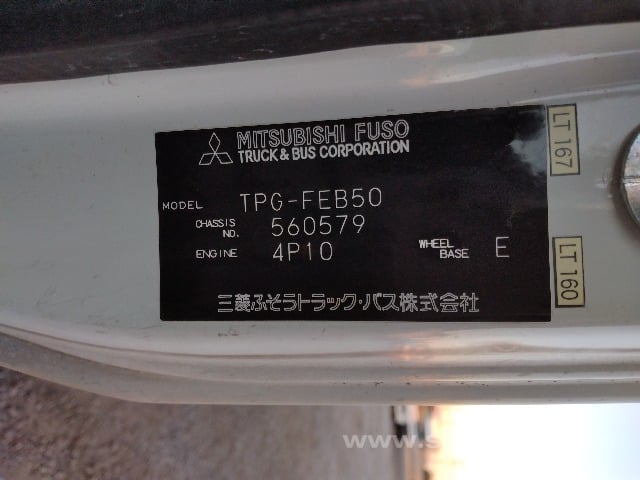 MITSUBISHI FUSO
TRUCK & BUS CORPORATION
MODEL TPG-FEB50
CHASSIS NO. 560579
ENGINE 4P10
WHEEL BASE E
三菱ふそうトラック・バス株式会社
LT 167
LT 160
www.s